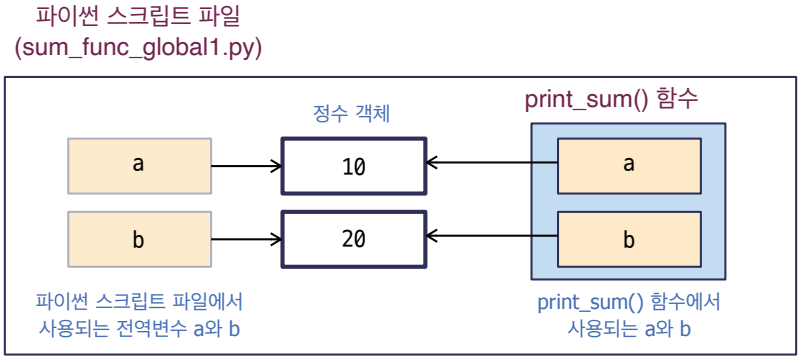 파이썬 스크립트 파일
(sum_func_global1.py)
정수 객체
print_sum() 함수
a
10
a
b
20
b
파이썬 스크립트 파일에서
사용되는 전역변수 a와 b
print_sum() 함수에서
사용되는 a와 b